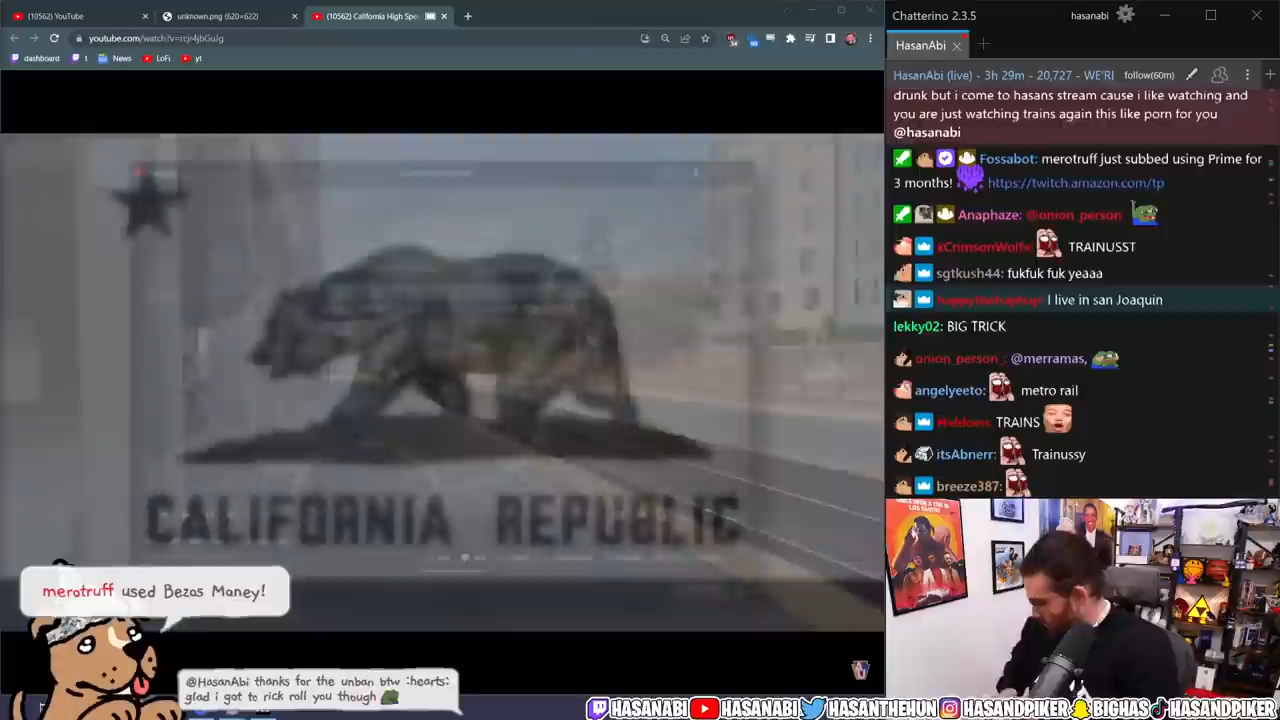 (10562) YouTube
unknown.png (620×622)
(10562) California High Spe
youtube.com/watch?v=rcjr4jbGuJg
dashboard
t
News
LoFi
yt
CALIFORNIA REPUBLIC
merotruff used Bezos Money!
@HasanAbi thanks for the unban btw :hearts:
glad i got to rick roll you though
Chatterino 2.3.5
hasanabi
HasanAbi
HasanAbi (live) - 3h 29m - 20,727 - WE'RI
follow(60m)
drunk but i come to hasans stream cause i like watching and
you are just watching trains again this like porn for you
@hasanabi
Fossabot: merotruff just subbed using Prime for
3 months! https://twitch.amazon.com/tp
Anaphaze: @onion_person
xCrimsonWolfx: TRAINUSST
sgtkush44: fukfuk fuk yeaaa
I live in san Joaquin
lekky02: BIG TRICK
onion_person_: @merramas,
angelyeeto: metro rail
TRAINS
itsAbnerr: Trainussy
breeze387:
HASANABI
HASANABI
HASANTHEHUN
HASANDPIKER
BIGHAS
HASANDPIKER